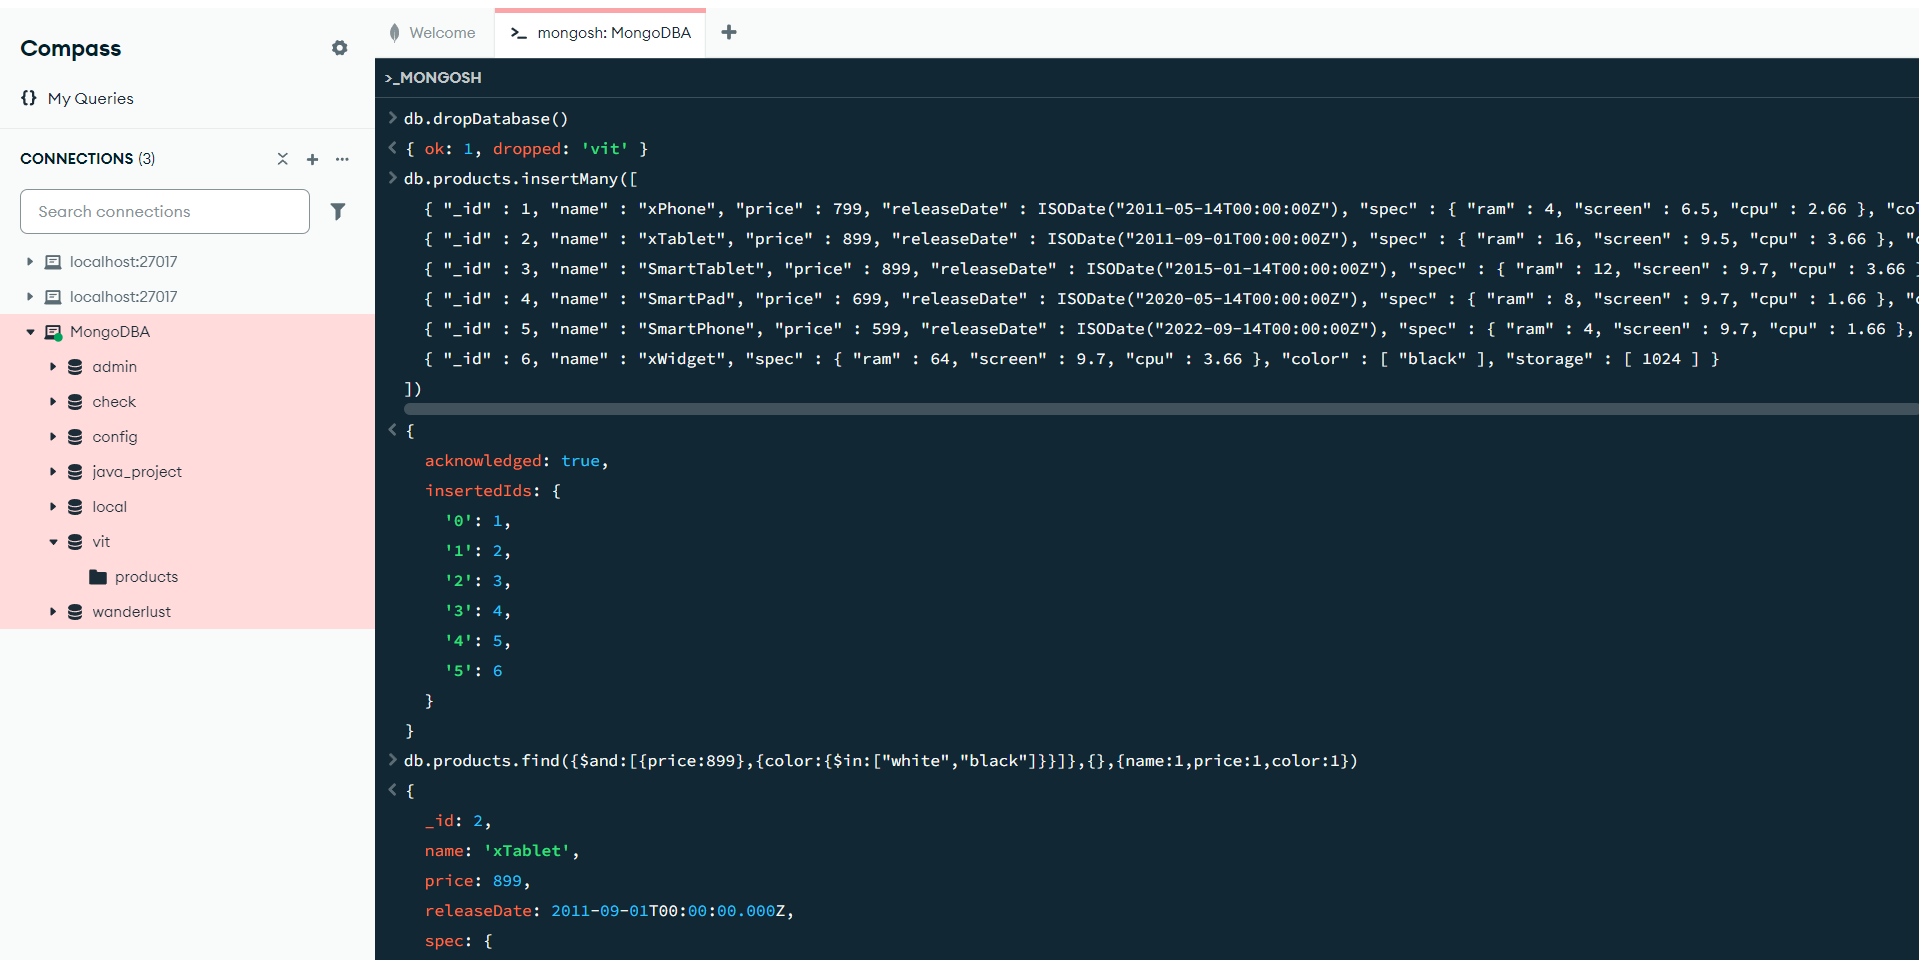 Compass
My Queries
CONNECTIONS (3)
Search connections
localhost:27017
localhost:27017
MongoDBA
admin
check
config
java_project
local
vit
products
wanderlust
Welcome
>_ mongosh: MongoDBA
>_MONGOSH
> db.dropDatabase()
< { ok: 1, dropped: 'vit' }
> db.products.insertMany([
{ "_id" : 1, "name" : "xPhone", "price" : 799, "releaseDate" : ISODate("2011-05-14T00:00:00Z"), "spec" : { "ram" : 4, "screen" : 6.5, "cpu" : 2.66 }, "co
{ "_id" : 2, "name" : "xTablet", "price" : 899, "releaseDate" : ISODate("2011-09-01T00:00:00Z"), "spec" : { "ram" : 16, "screen" : 9.5, "cpu" : 3.66 }, "
{ "_id" : 3, "name" : "SmartTablet", "price" : 899, "releaseDate" : ISODate("2015-01-14T00:00:00Z"), "spec" : { "ram" : 12, "screen" : 9.7, "cpu" : 3.66 }
{ "_id" : 4, "name" : "SmartPad", "price" : 699, "releaseDate" : ISODate("2020-05-14T00:00:00Z"), "spec" : { "ram" : 8, "screen" : 9.7, "cpu" : 1.66 }, "
{ "_id" : 5, "name" : "SmartPhone", "price" : 599, "releaseDate" : ISODate("2022-09-14T00:00:00Z"), "spec" : { "ram" : 4, "screen" : 9.7, "cpu" : 1.66 },
{ "_id" : 6, "name" : "xWidget", "spec" : { "ram" : 64, "screen" : 9.7, "cpu" : 3.66 }, "color" : [ "black" ], "storage" : [ 1024 ] }
])
< {
acknowledged: true,
insertedIds: {
'0': 1,
'1': 2,
'2': 3,
'3': 4,
'4': 5,
'5': 6
}
}
> db.products.find({$and:[{price:899},{color:{$in:["white","black"]}}]},{},{name:1,price:1,color:1})
< {
_id: 2,
name: 'xTablet',
price: 899,
releaseDate: 2011-09-01T00:00:00.000Z,
spec: {